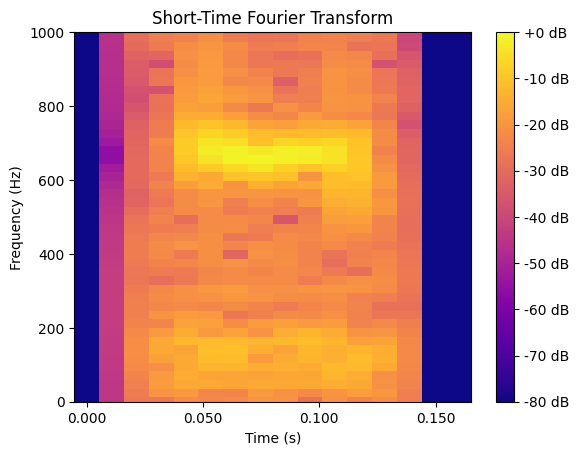 Short-Time Fourier Transform
1000
800
600
400
200
0
Frequency (Hz)
0.000
0.050
0.100
0.150
Time (s)
+0 dB
-10 dB
-20 dB
-30 dB
-40 dB
-50 dB
-60 dB
-70 dB
-80 dB